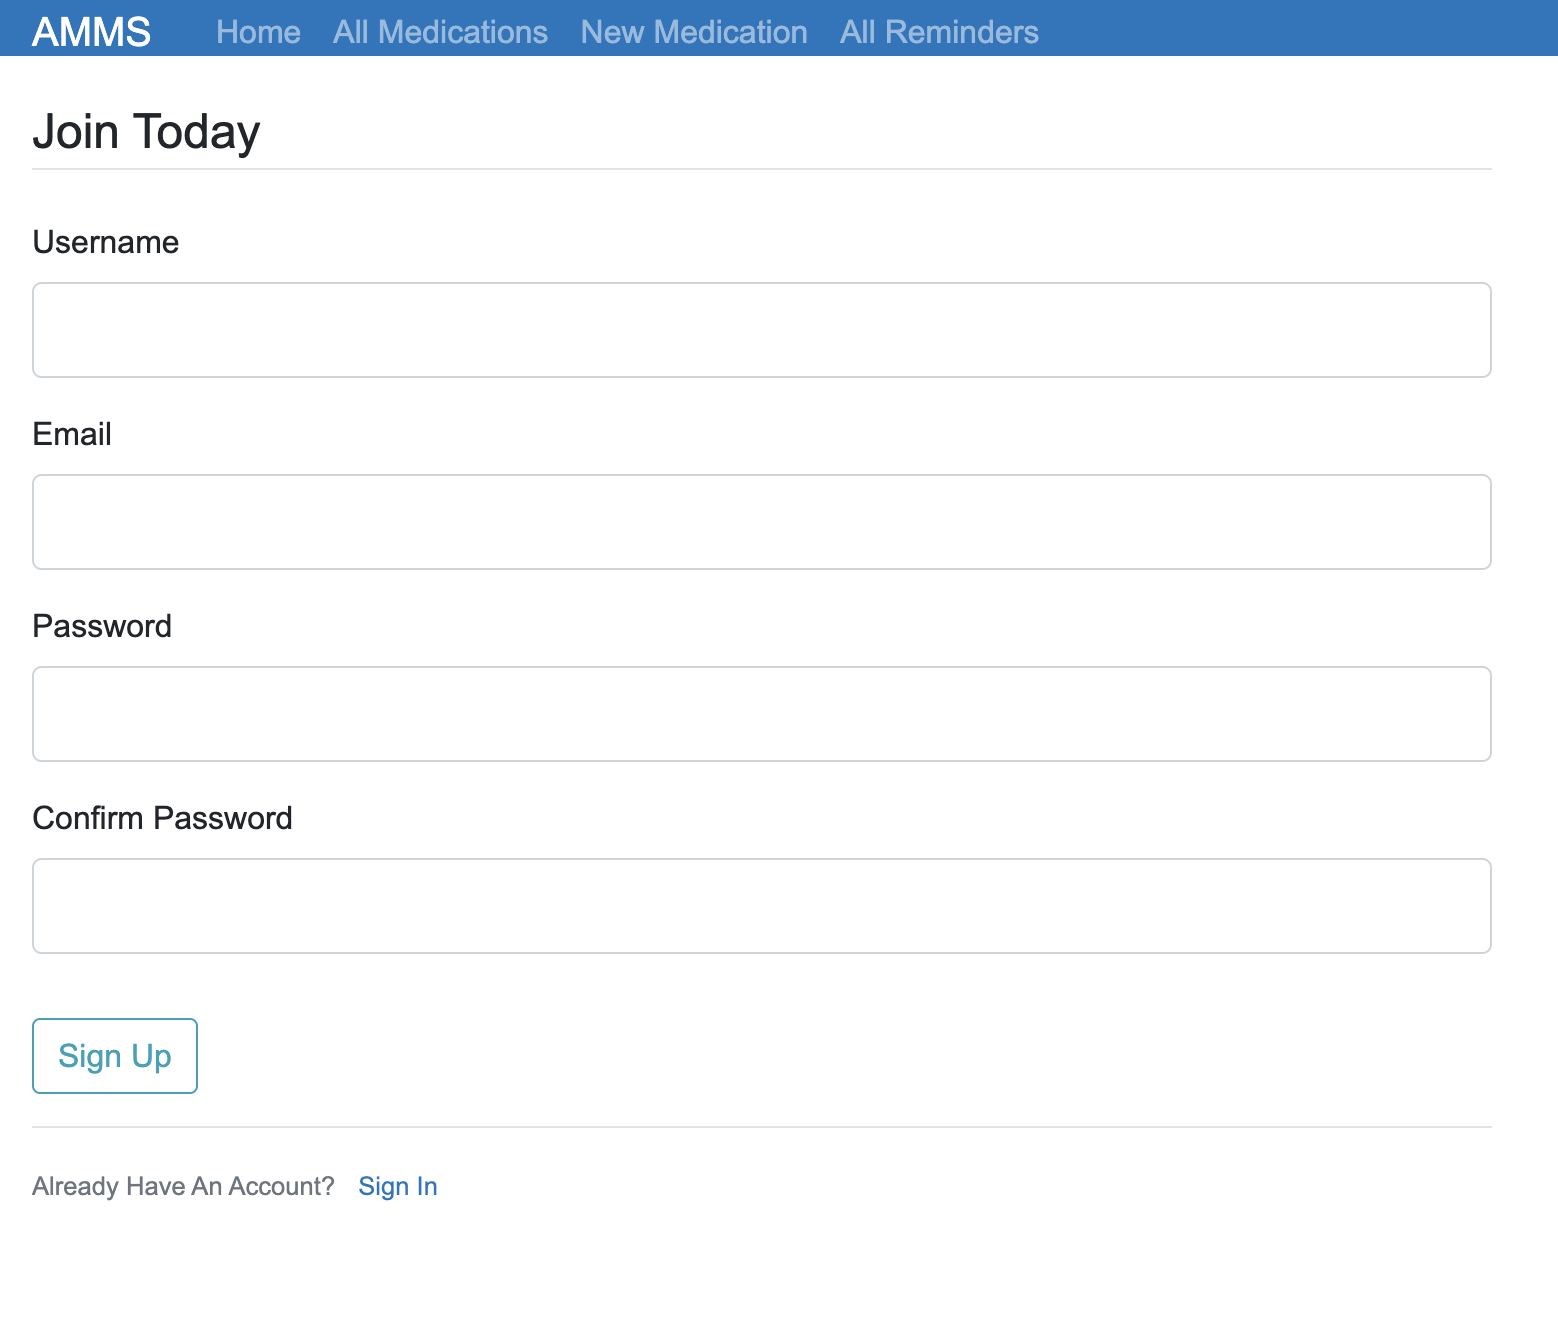 AMMS Home All Medications New Medication All Reminders
Join Today
Username
Email
Password
Confirm Password
Sign Up
Already Have An Account? Sign In